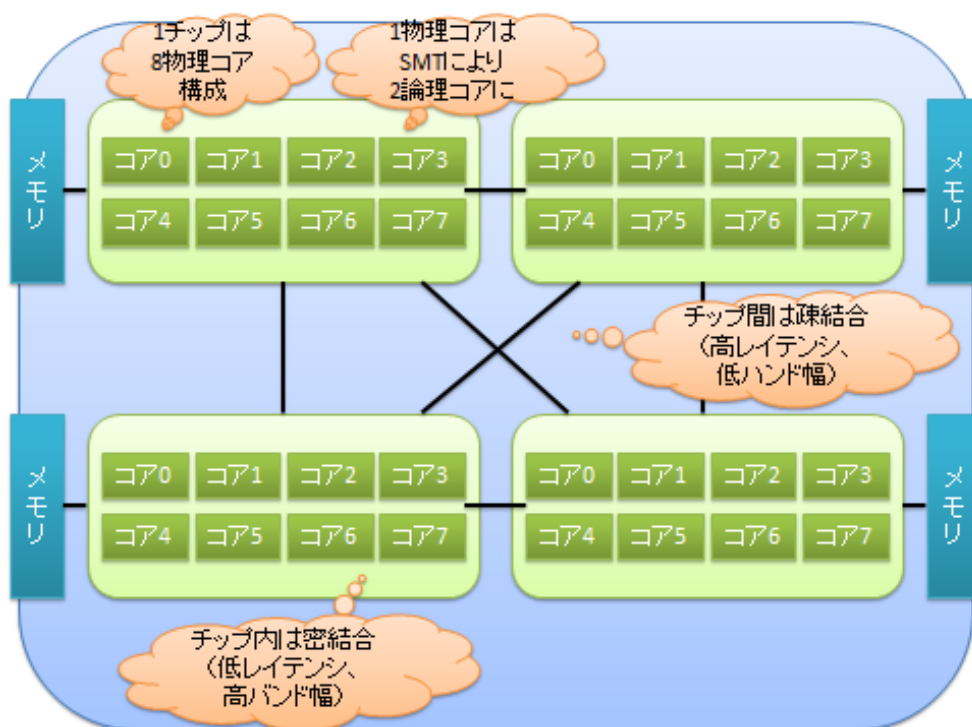 1チップは
8物理コア
構成
1物理コアは
SMTにより
2論理コアに
メモリ
コア0 コア1 コア2 コア3
コア4 コア5 コア6 コア7
コア0 コア1 コア2 コア3
コア4 コア5 コア6 コア7
メモリ
チップ間は疎結合
（高レイテンシ、
低ハンド幅）
メモリ
コア0 コア1 コア2 コア3
コア4 コア5 コア6 コア7
コア0 コア1 コア2 コア3
コア4 コア5 コア6 コア7
メモリ
チップ内は密結合
（低レイテンシ、
高バンド幅）